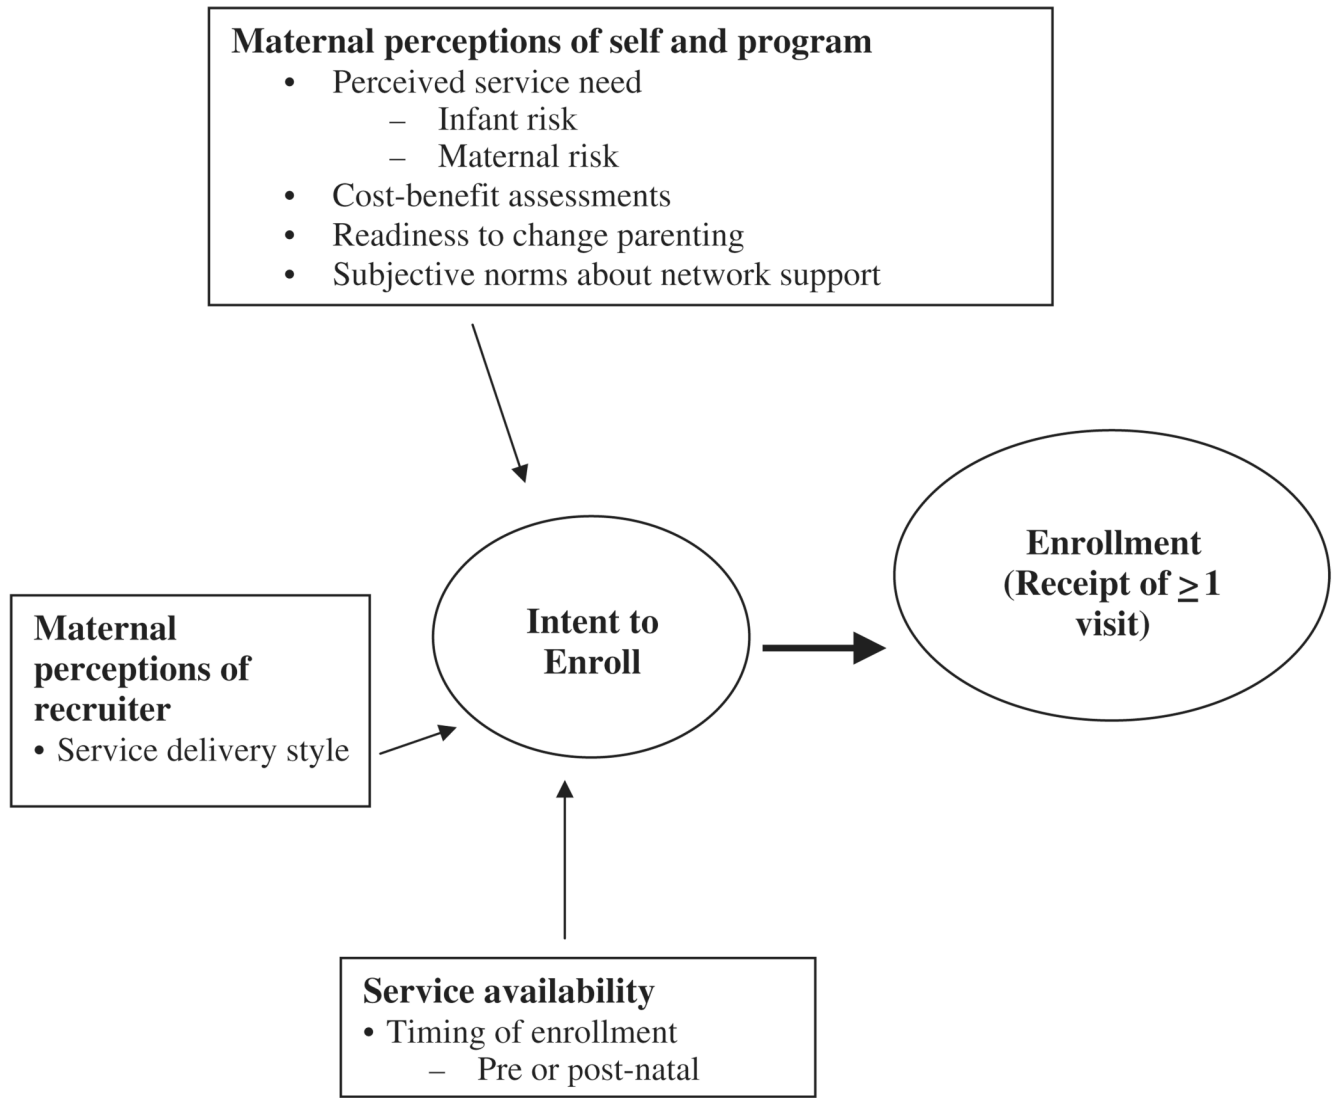 Maternal perceptions of self and program
• Perceived service need
– Infant risk
– Maternal risk
• Cost-benefit assessments
• Readiness to change parenting
• Subjective norms about network support
Enrollment
(Receipt of ≥ 1
visit)
Intent to
Enroll
Maternal
perceptions of
recruiter
• Service delivery style
Service availability
• Timing of enrollment
– Pre or post-natal